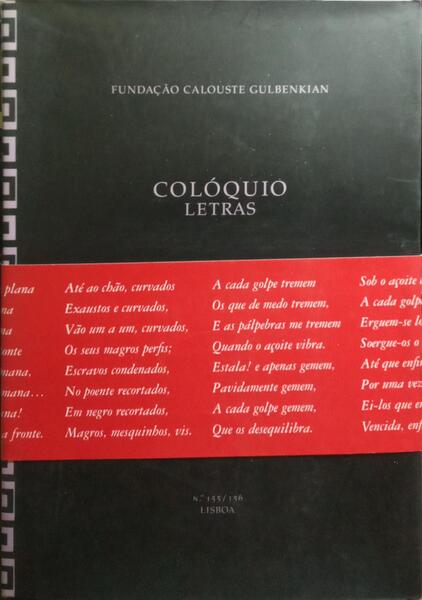 FUNDAÇÃO CALOUSTE GULBENKIAN
COLÓQUIO
LETRAS
plana
na
na
onte
mana,
mana...
ana!
a fronte.
Até ao chão, curvados
Exaustos e curvados,
Vão um a um, curvados,
Os seus magros perfis;
Escravos condenados,
No poente recortados,
Em negro recortados,
Magros, mesquinhos, vis.
A cada golpe tremem
Os que de medo tremem,
E as pálpebras me tremem
Quando o açoite vibra.
Estala! e apenas gemem,
Pavidamente gemem,
A cada golpe gemem,
Que os desequilibra.
Sob o açoite
A cada golp
Erguem-se l
Soergue-os o
Até que enfi
Por uma vez
Ei-los que e
Vencida, enf
N.º 155/156
LISBOA